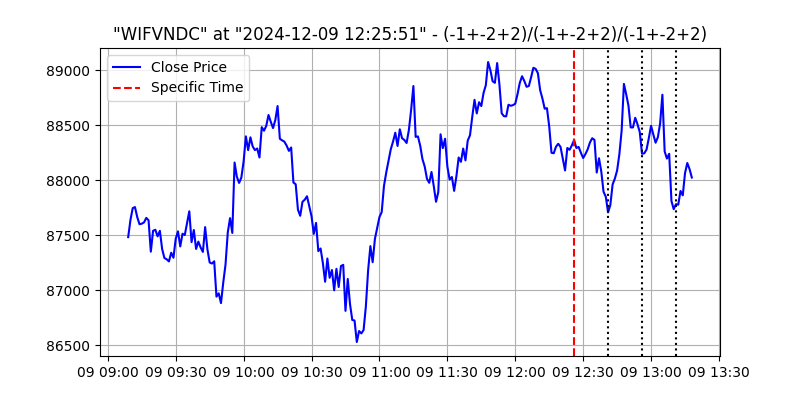 "WIFVNDC" at "2024-12-09 12:25:51" - (-1+-2+2)/(-1+-2+2)/(-1+-2+2)
Close Price
Specific Time
89000
88500
88000
87500
87000
86500
09 09:00 09 09:30 09 10:00 09 10:30 09 11:00 09 11:30 09 12:00 09 12:30 09 13:00 09 13:30